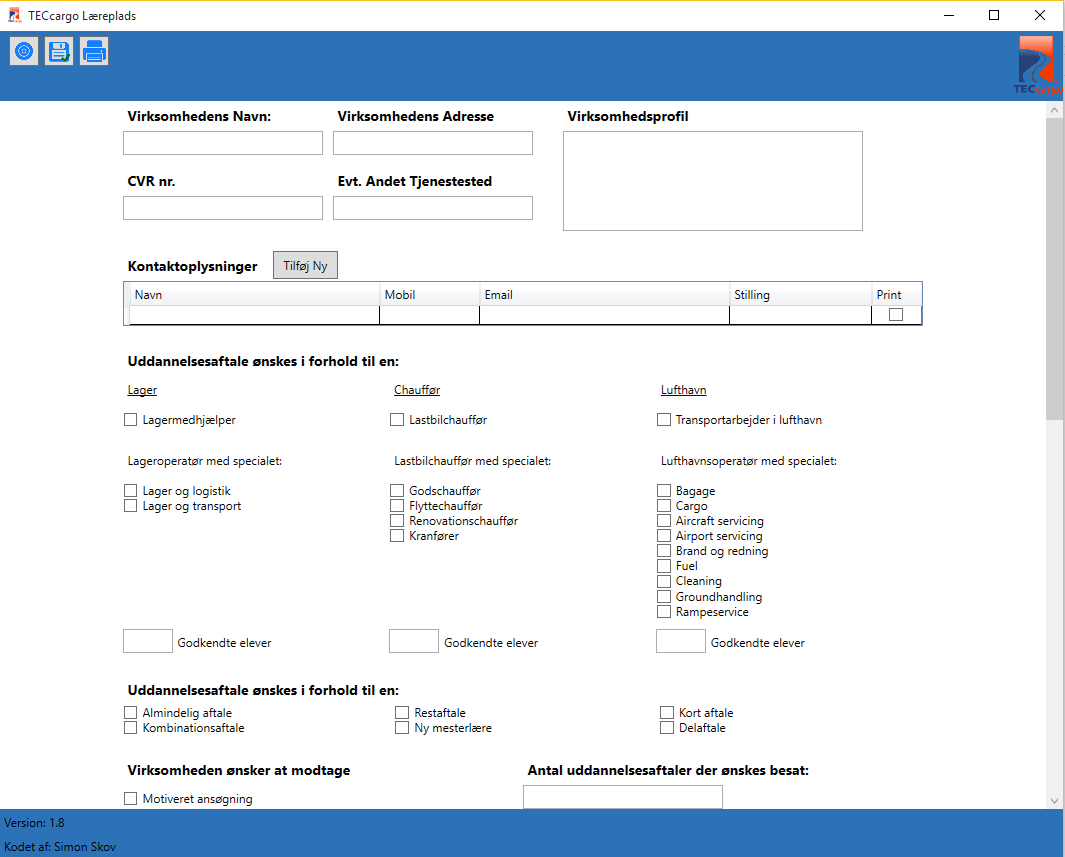 TECcargo Læreplads
TECcargo
Virksomhedens Navn:
Virksomhedens Adresse
Virksomhedsprofil
CVR nr.
Evt. Andet Tjenestested
Kontaktoplysninger
Tilføj Ny
Navn Mobil Email Stilling Print
Uddannelsesaftale ønskes i forhold til en:
Lager
Chauffør
Lufthavn
Lagermedhjælper
Lastbilchauffør
Transportarbejder i lufthavn
Lageroperatør med specialet:
Lastbilchauffør med specialet:
Lufthavnsoperatør med specialet:
Lager og logistik
Lager og transport
Godschauffør
Flyttechauffør
Renovationschauffør
Kranfører
Bagage
Cargo
Aircraft servicing
Airport servicing
Brand og redning
Fuel
Cleaning
Groundhandling
Rampeservice
Godkendte elever
Godkendte elever
Godkendte elever
Uddannelsesaftale ønskes i forhold til en:
Almindelig aftale
Kombinationsaftale
Restaftale
Ny mesterlære
Kort aftale
Delaftale
Virksomheden ønsker at modtage
Antal uddannelsesaftaler der ønskes besat:
Motiveret ansøgning
Version: 1.8
Kodet af: Simon Skov